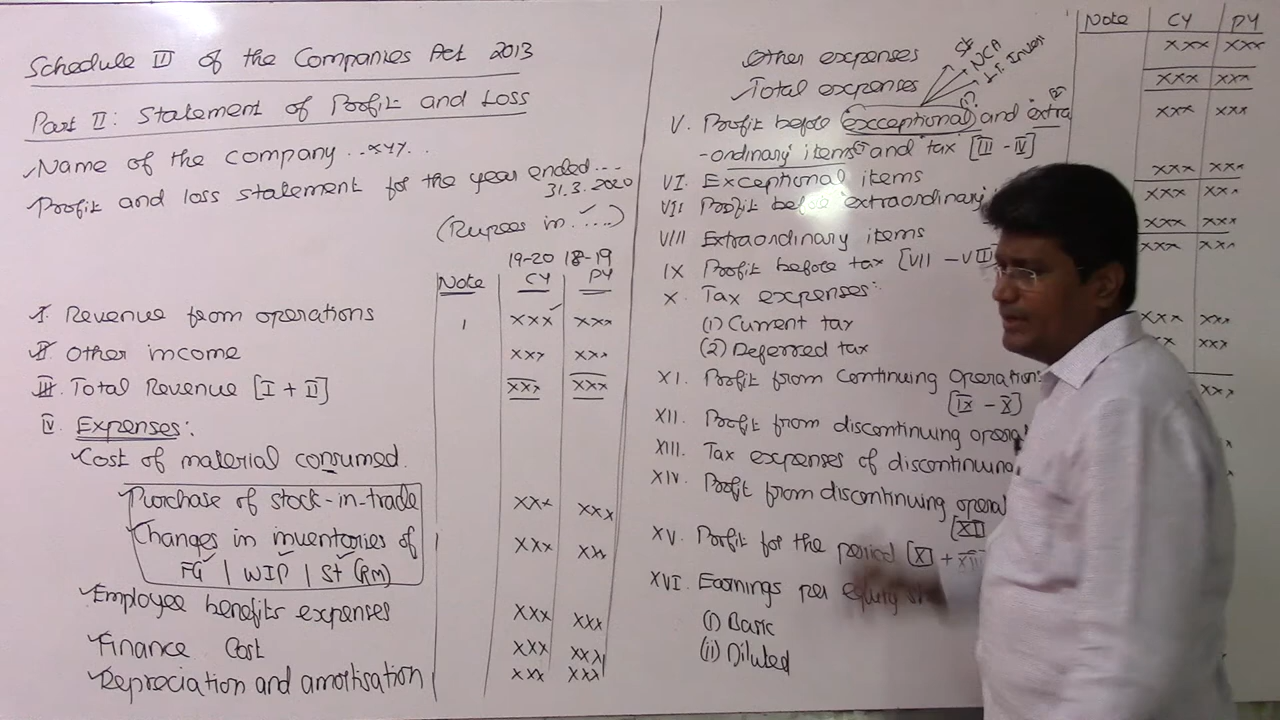 Schedule III of the Companies Act 2013
Part II: Statement of Profit and Loss
Name of the company ..xyz...
Profit and loss statement for the year ended....
31.3.2020
(Rupees in ....)
19-20 18-19
Note CY PY
I. Revenue from operations 1 xxx xxx
II. Other income xxx xxx
III. Total Revenue [I + II] xxx xxx
IV. Expenses:
Cost of material consumed.
Purchase of stock-in-trade xxx xxx
Changes in inventories of xxx xxx
FG | WIP | St (RM)
Employee benefits expenses xxx xxx
Finance Cost xxx xxx
Depreciation and amortisation xxx xxx
Note CY PY
Other expenses NCA L.T. Invest xxx xxx
Total expenses xxx xxx
V. Profit before exceptional and extra xxx xxx
-ordinary items and tax [III - IV]
VI. Exceptional items xxx xxx
VII Profit before extraordinary xxx xxx
VIII Extraordinary items xxx xxx
IX Profit before tax [VII - VIII] xxx xxx
X. Tax expenses:
(1) Current tax xxx xxx
(2) Deferred tax xx xxx
XI. Profit from Continuing operation xxx
[IX - X]
XII. Profit from discontinuing opera
XIII. Tax expenses of discontinuing
XIV. Profit from discontinuing operat
XV. Profit for the period [XI +
XVI. Earnings per equity
(i) Basic
(ii) Diluted